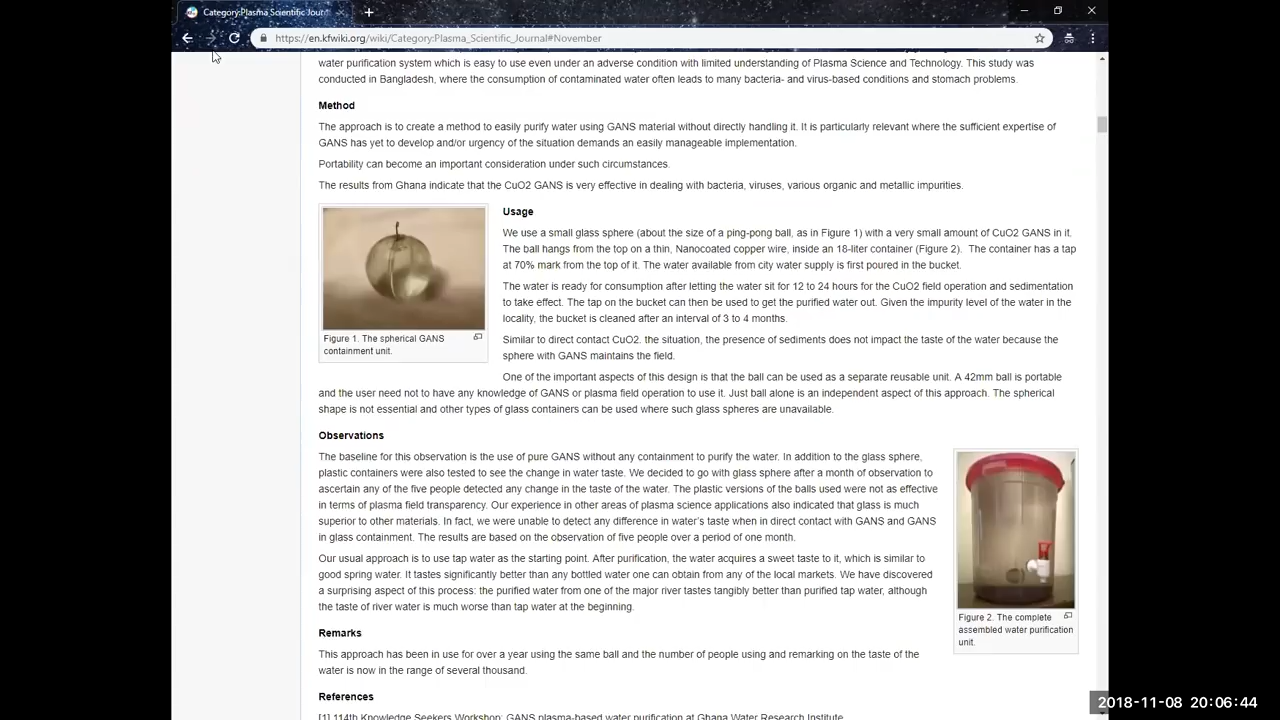 Category:Plasma Scientific Jour
https://en.kfwiki.org/wiki/Category:Plasma_Scientific_Journal#November
water purification system which is easy to use even under an adverse condition with limited understanding of Plasma Science and Technology. This study was
conducted in Bangladesh, where the consumption of contaminated water often leads to many bacteria- and virus-based conditions and stomach problems.
Method
The approach is to create a method to easily purify water using GANS material without directly handling it. It is particularly relevant where the sufficient expertise of
GANS has yet to develop and/or urgency of the situation demands an easily manageable implementation.
Portability can become an important consideration under such circumstances.
The results from Ghana indicate that the CuO2 GANS is very effective in dealing with bacteria, viruses, various organic and metallic impurities.
Usage
We use a small glass sphere (about the size of a ping-pong ball, as in Figure 1) with a very small amount of CuO2 GANS in it.
The ball hangs from the top on a thin, Nanocoated copper wire, inside an 18-liter container (Figure 2). The container has a tap
at 70% mark from the top of it. The water available from city water supply is first poured in the bucket.
The water is ready for consumption after letting the water sit for 12 to 24 hours for the CuO2 field operation and sedimentation
to take effect. The tap on the bucket can then be used to get the purified water out. Given the impurity level of the water in the
locality, the bucket is cleaned after an interval of 3 to 4 months.
Similar to direct contact CuO2. the situation, the presence of sediments does not impact the taste of the water because the
sphere with GANS maintains the field.
One of the important aspects of this design is that the ball can be used as a separate reusable unit. A 42mm ball is portable
and the user need not to have any knowledge of GANS or plasma field operation to use it. Just ball alone is an independent aspect of this approach. The spherical
shape is not essential and other types of glass containers can be used where such glass spheres are unavailable.
Figure 1. The spherical GANS
containment unit.
Observations
The baseline for this observation is the use of pure GANS without any containment to purify the water. In addition to the glass sphere,
plastic containers were also tested to see the change in water taste. We decided to go with glass sphere after a month of observation to
ascertain any of the five people detected any change in the taste of the water. The plastic versions of the balls used were not as effective
in terms of plasma field transparency. Our experience in other areas of plasma science applications also indicated that glass is much
superior to other materials. In fact, we were unable to detect any difference in water's taste when in direct contact with GANS and GANS
in glass containment. The results are based on the observation of five people over a period of one month.
Our usual approach is to use tap water as the starting point. After purification, the water acquires a sweet taste to it, which is similar to
good spring water. It tastes significantly better than any bottled water one can obtain from any of the local markets. We have discovered
a surprising aspect of this process: the purified water from one of the major river tastes tangibly better than purified tap water, although
the taste of river water is much worse than tap water at the beginning.
Figure 2. The complete
assembled water purification
unit.
Remarks
This approach has been in use for over a year using the same ball and the number of people using and remarking on the taste of the
water is now in the range of several thousand.
References
[1] 114th Knowledge Seekers Workshop: GANS plasma-based water purification at Ghana Water Research Institute
2018-11-08 20:06:44